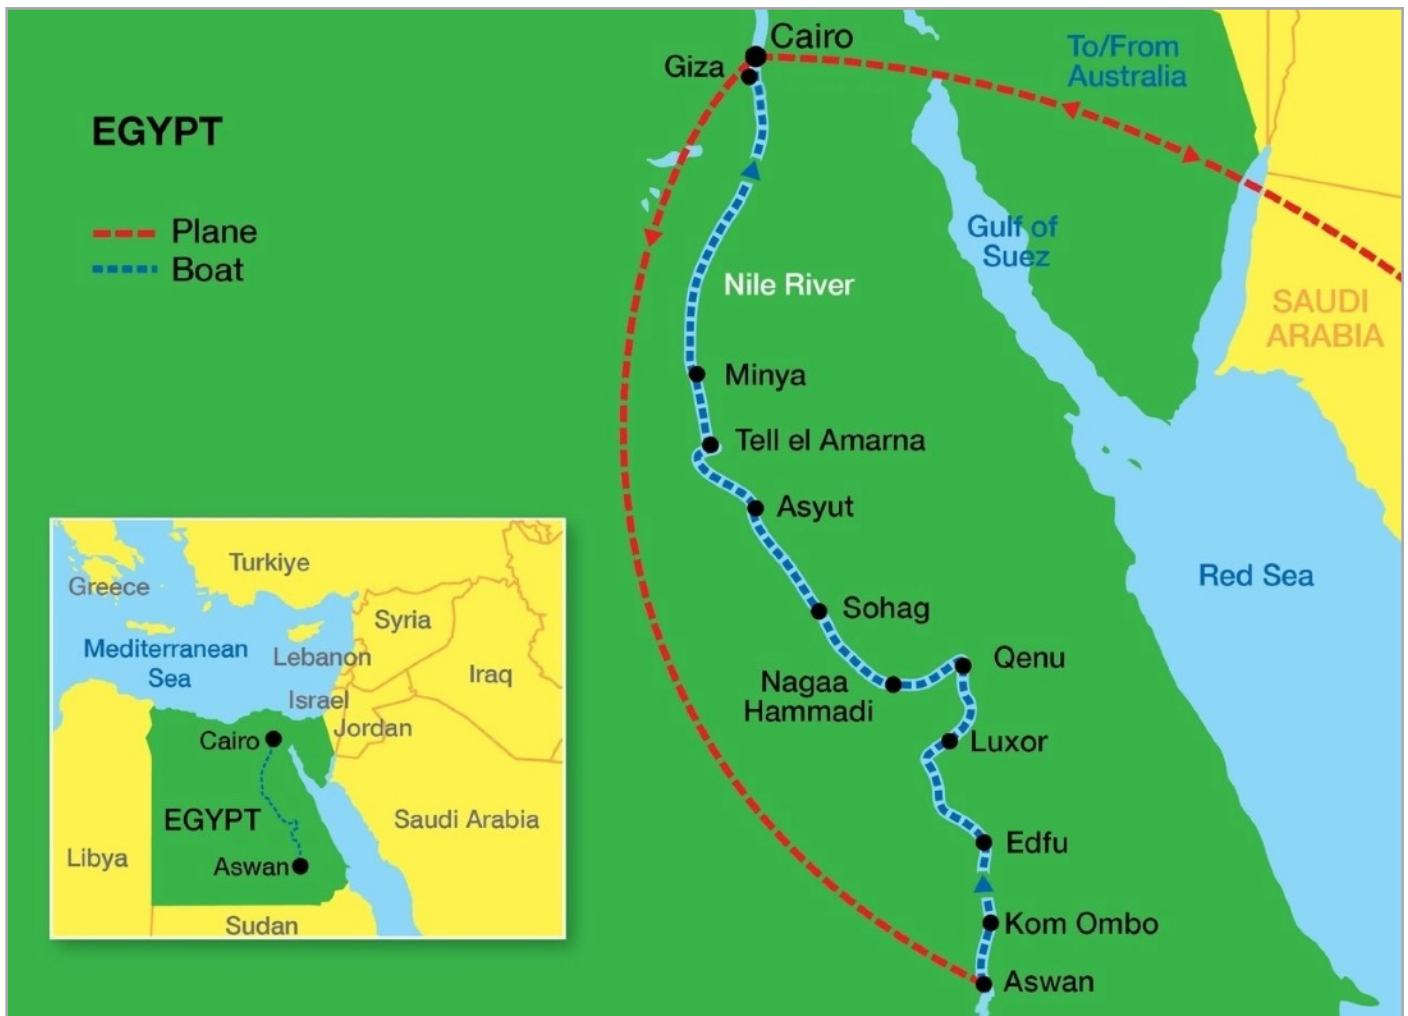 Cairo
Giza
To/From
Australia
EGYPT
Plane
Boat
Gulf of
Suez
Nile River
SAUDI
ARABIA
Minya
Tell el Amarna
Asyut
Red Sea
Sohag
Qenu
Nagaa
Hammadi
Luxor
Edfu
Kom Ombo
Aswan
Turkiye
Greece
Syria
Mediterranean
Sea
Lebanon
Iraq
Israel
Jordan
Cairo
EGYPT
Saudi Arabia
Libya
Aswan
Sudan